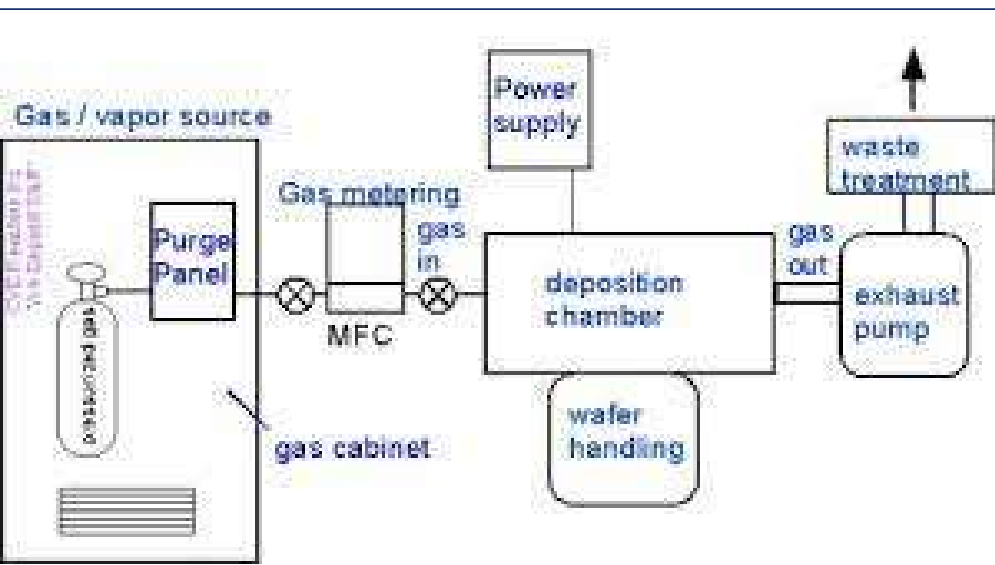 Gas / vapor source
Purge
Panel
gas cabinet
Gas metering
MFC
gas
in
Power
supply
deposition
chamber
wafer
handling
gas
out
exhaust
pump
waste
treatment